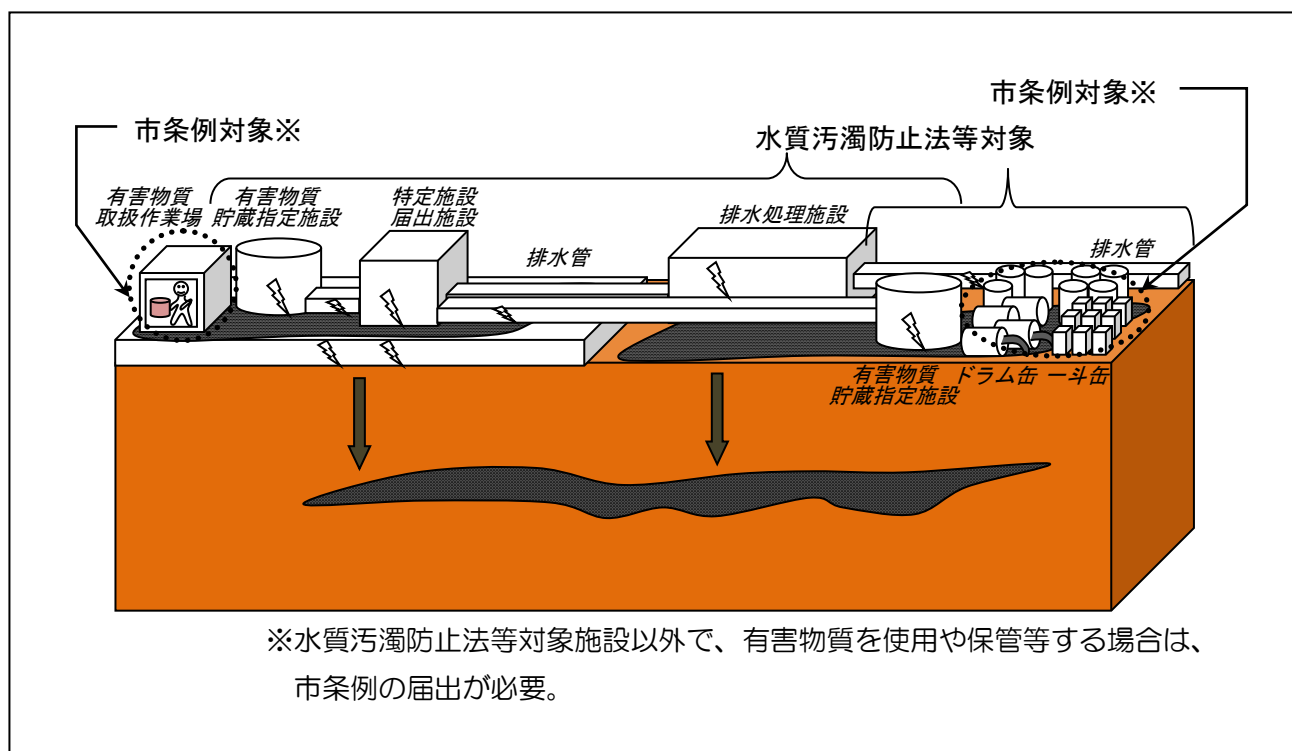 市条例対象※
市条例対象※
水質汚濁防止法等対象
有害物質
取扱作業場
有害物質
貯蔵指定施設
特定施設
届出施設
排水処理施設
排水管
排水管
有害物質
貯蔵指定施設
ドラム缶
一斗缶
※水質汚濁防止法等対象施設以外で、有害物質を使用や保管等する場合は、
市条例の届出が必要。